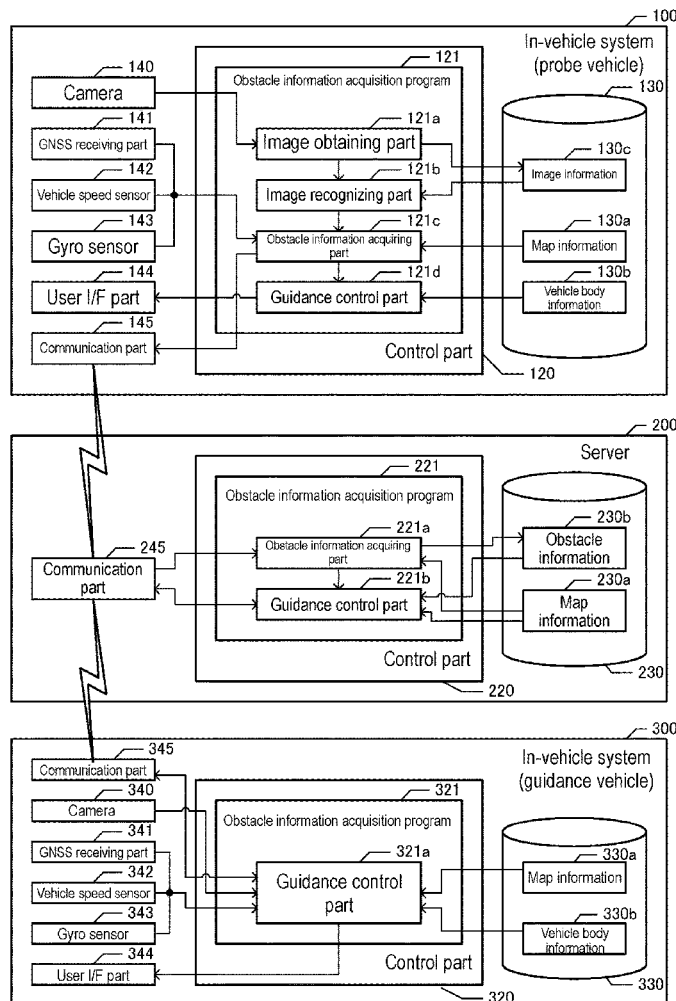 100
In-vehicle system
(probe vehicle)
121
140
Obstacle information acquisition program
130
Camera
121a
141
Image obtaining part
GNSS receiving part
130c
121b
142
Image information
Image recognizing part
Vehicle speed sensor
121c
143
130a
Obstacle information acquiring
part
Gyro sensor
Map information
144
121d
130b
User I/F part
Guidance control part
Vehicle body
information
145
Communication part
Control part
120
200
Server
221
Obstacle information acquisition program
230b
221a
245
Obstacle information acquiring
part
Obstacle
information
Communication
part
221b
230a
Guidance control part
Map
information
Control part
220
230
300
345
In-vehicle system
(guidance vehicle)
Communication part
340
321
Camera
Obstacle information acquisition program
341
321a
330a
GNSS receiving part
Guidance control
part
Map information
342
Vehicle speed sensor
343
330b
Gyro sensor
Vehicle body
information
344
User I/F part
Control part
320
330